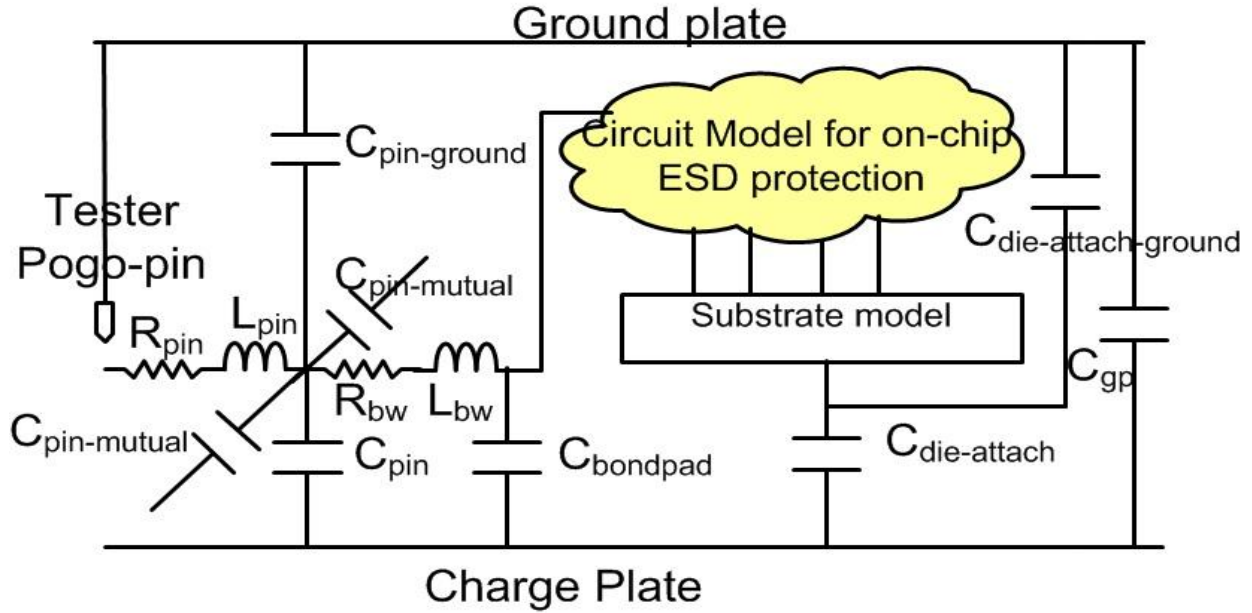 Ground plate
Circuit Model for on-chip
ESD protection
Cpin-ground
Tester
Pogo-pin
Cdie-attach-ground
Cpin-mutual
Rpin
Lpin
Substrate model
Cgp
Rbw
Lbw
Cpin-mutual
Cpin
Cbondpad
Cdie-attach
Charge Plate